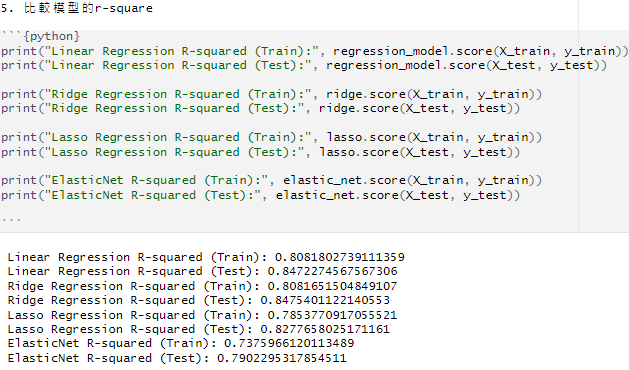 5. 比較模型的r-square
```{python}
print("Linear Regression R-squared (Train):", regression_model.score(X_train, y_train))
print("Linear Regression R-squared (Test):", regression_model.score(X_test, y_test))
print("Ridge Regression R-squared (Train):", ridge.score(X_train, y_train))
print("Ridge Regression R-squared (Test):", ridge.score(X_test, y_test))
print("Lasso Regression R-squared (Train):", lasso.score(X_train, y_train))
print("Lasso Regression R-squared (Test):", lasso.score(X_test, y_test))
print("ElasticNet R-squared (Train):", elastic_net.score(X_train, y_train))
print("ElasticNet R-squared (Test):", elastic_net.score(X_test, y_test))
```
Linear Regression R-squared (Train): 0.8081802739111359
Linear Regression R-squared (Test): 0.8472274567567306
Ridge Regression R-squared (Train): 0.8081651504849107
Ridge Regression R-squared (Test): 0.8475401122140553
Lasso Regression R-squared (Train): 0.7853770917055521
Lasso Regression R-squared (Test): 0.8277658025171161
ElasticNet R-squared (Train): 0.7375966120113489
ElasticNet R-squared (Test): 0.7902295317854511